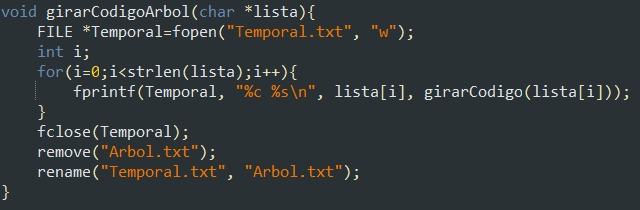 void girarCodigoArbol(char *lista){
    FILE *Temporal=fopen("Temporal.txt", "w");
    int i;
    for(i=0;i<strlen(lista);i++){
        fprintf(Temporal, "%c %s\n", lista[i], girarCodigo(lista[i]));
    }
    fclose(Temporal);
    remove("Arbol.txt");
    rename("Temporal.txt", "Arbol.txt");
}